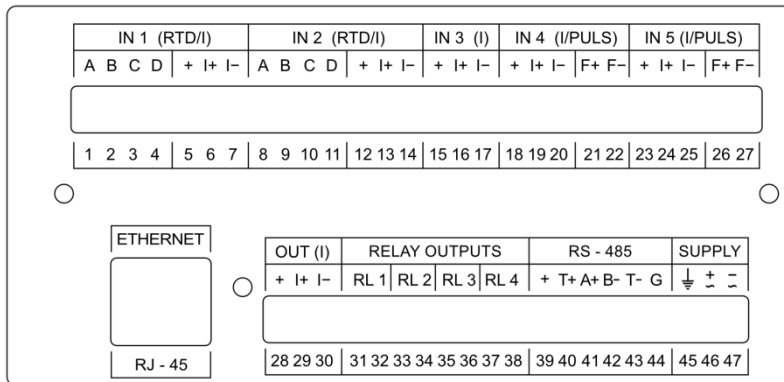 IN 1 (RTD/I) IN 2 (RTD/I) IN 3 (I) IN 4 (I/PULS) IN 5 (I/PULS)
A B C D + I+ I− A B C D + I+ I− + I+ I− + I+ I− F+ F− + I+ I− F+ F−
1 2 3 4 5 6 7 8 9 10 11 12 13 14 15 16 17 18 19 20 21 22 23 24 25 26 27
ETHERNET
RJ - 45
OUT (I) RELAY OUTPUTS RS - 485 SUPPLY
+ I+ I− RL 1 RL 2 RL 3 RL 4 + T+ A+ B- T- G ⏚ + −
28 29 30 31 32 33 34 35 36 37 38 39 40 41 42 43 44 45 46 47